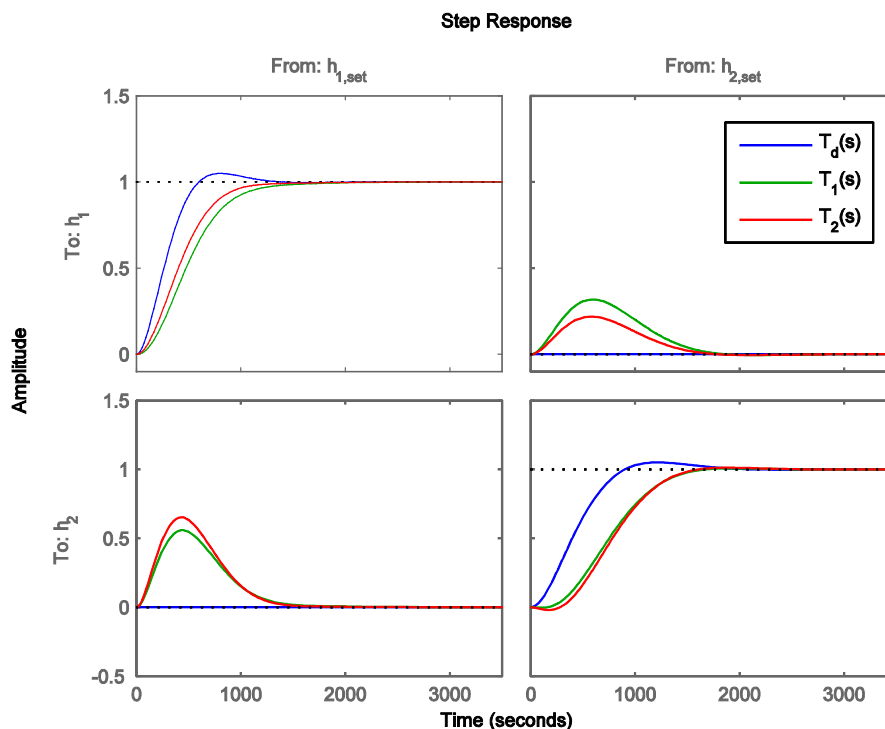 Step Response
From: h1,set
From: h2,set
Amplitude
To: h1
1.5
1
0.5
0
Td(s)
T1(s)
T2(s)
To: h2
1.5
1
0.5
0
-0.5
0
1000
2000
3000
0
1000
2000
3000
Time (seconds)